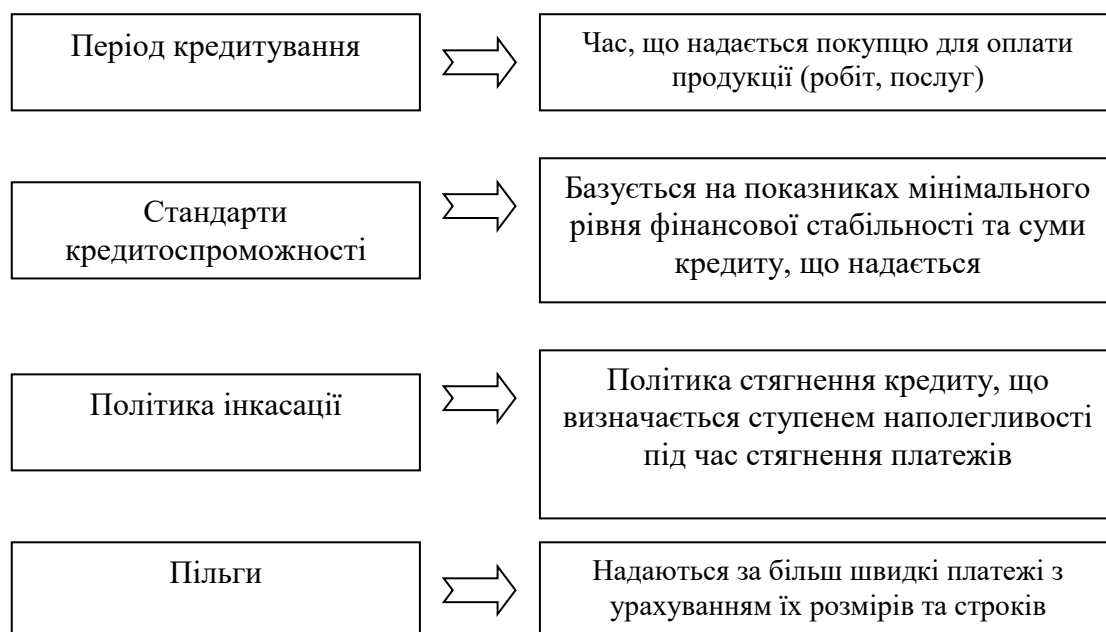 Період кредитування
Час, що надається покупцю для оплати
продукції (робіт, послуг)
Стандарти
кредитоспроможності
Базується на показниках мінімального
рівня фінансової стабільності та суми
кредиту, що надається
Політика інкасації
Політика стягнення кредиту, що
визначається ступенем наполегливості
під час стягнення платежів
Пільги
Надаються за більш швидкі платежі з
урахуванням їх розмірів та строків